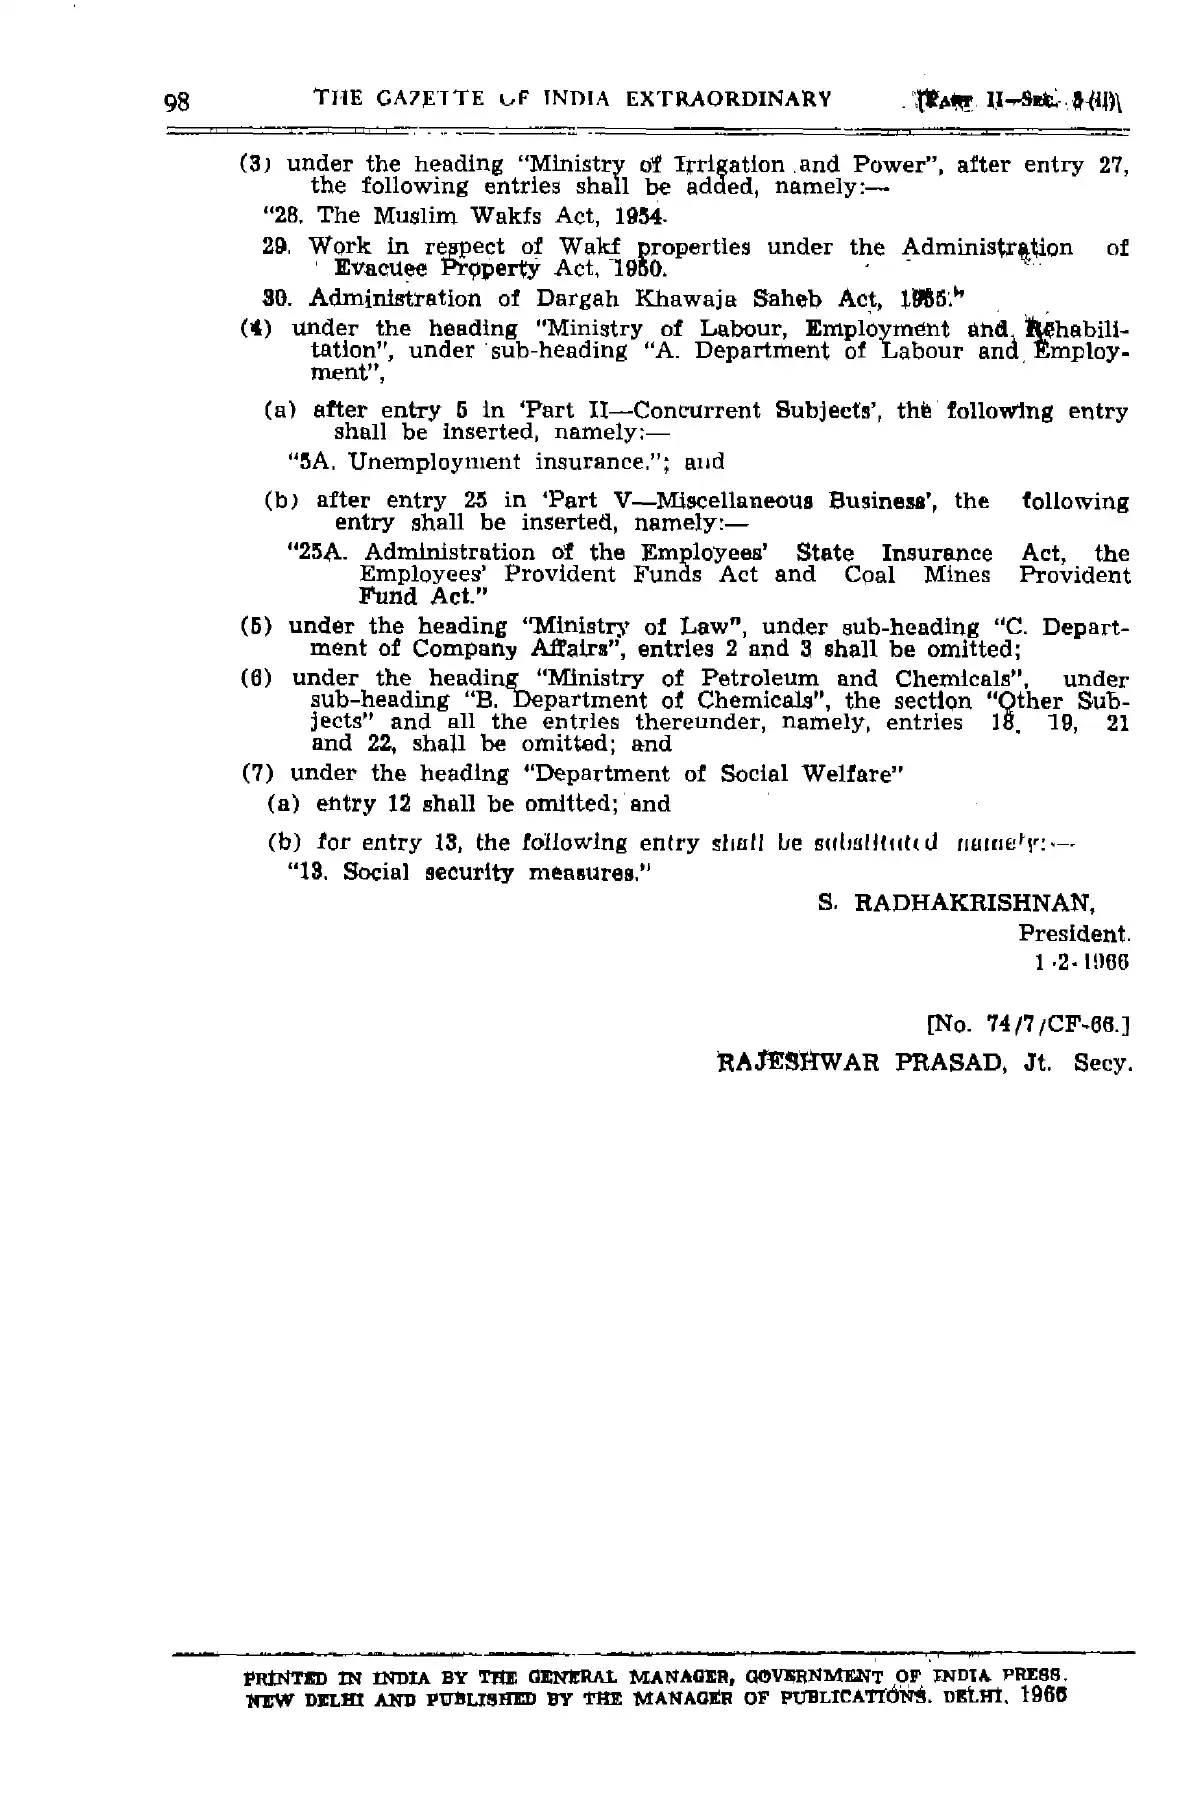 98 THE GAZETTE OF INDIA EXTRAORDINARY [PART II—SEC. 3(ii)]
(3) under the heading “Ministry of Irrigation and Power”, after entry 27,
the following entries shall be added, namely:—
“28. The Muslim Wakfs Act, 1954.
29. Work in respect of Wakf properties under the Administration of
Evacuee Property Act, 1950.
30. Administration of Dargah Khawaja Saheb Act, 1955.”
(4) under the heading “Ministry of Labour, Employment and Rehabili-
tation”, under sub-heading “A. Department of Labour and Employ-
ment”,
(a) after entry 5 in ‘Part II—Concurrent Subjects’, the following entry
shall be inserted, namely:—
“5A. Unemployment insurance.”; and
(b) after entry 25 in ‘Part V—Miscellaneous Business’, the following
entry shall be inserted, namely:—
“25A. Administration of the Employees’ State Insurance Act, the
Employees’ Provident Funds Act and Coal Mines Provident
Fund Act.”
(5) under the heading “Ministry of Law”, under sub-heading “C. Depart-
ment of Company Affairs”, entries 2 and 3 shall be omitted;
(6) under the heading “Ministry of Petroleum and Chemicals”, under
sub-heading “B. Department of Chemicals”, the section “Other Sub-
jects” and all the entries thereunder, namely, entries 18, 19, 21
and 22, shall be omitted; and
(7) under the heading “Department of Social Welfare”
(a) entry 12 shall be omitted; and
(b) for entry 13, the following entry shall be substituted namely:—
“13. Social security measures.”
S. RADHAKRISHNAN,
President.
1-2-1966
[No. 74/7/CF-66.]
RAJESHWAR PRASAD, Jt. Secy.
PRINTED IN INDIA BY THE GENERAL MANAGER, GOVERNMENT OF INDIA PRESS.
NEW DELHI AND PUBLISHED BY THE MANAGER OF PUBLICATIONS. DELHI. 1966